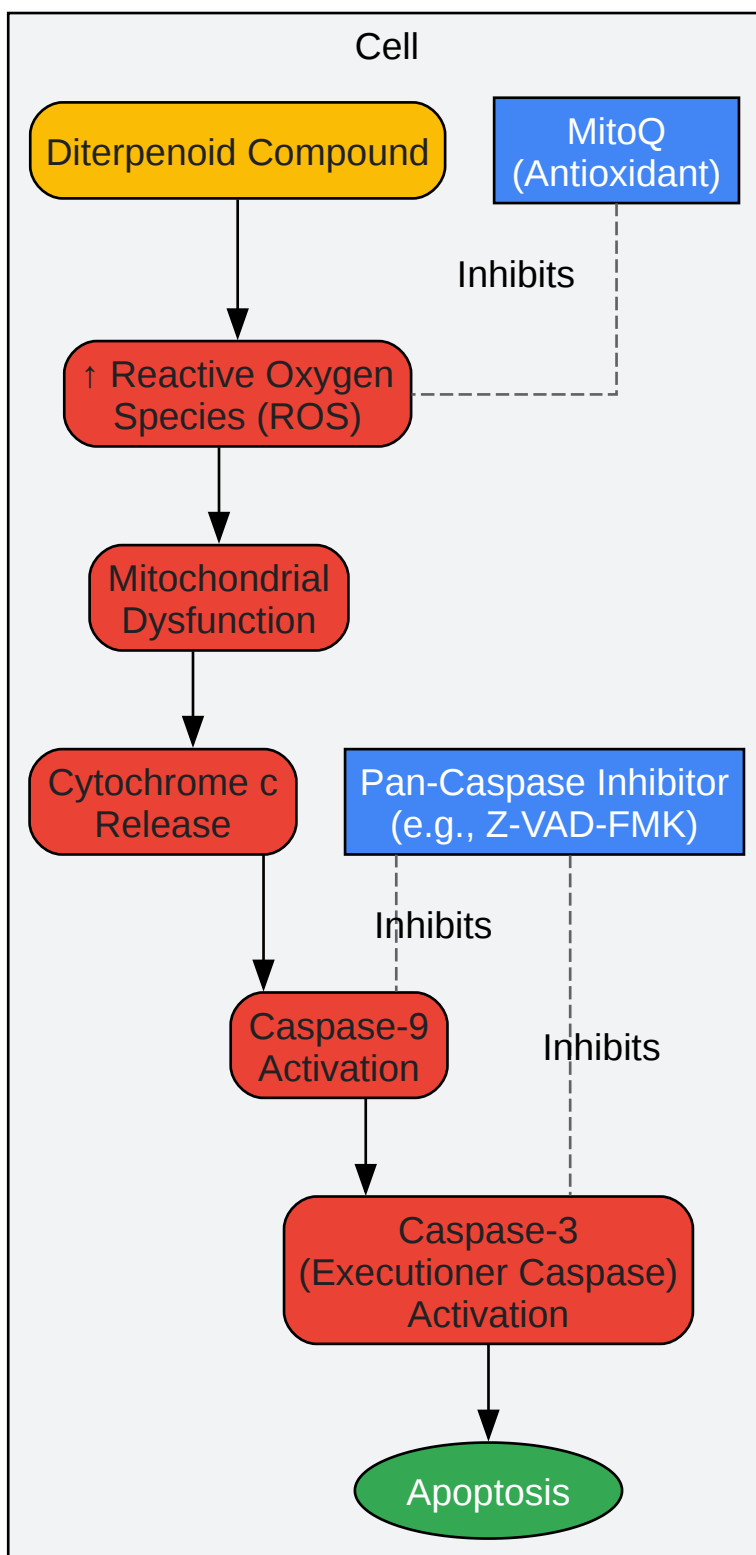 Cell
Diterpenoid Compound
MitoQ
(Antioxidant)
Inhibits
↑ Reactive Oxygen
Species (ROS)
Mitochondrial
Dysfunction
Cytochrome c
Release
Pan-Caspase Inhibitor
(e.g., Z-VAD-FMK)
Inhibits
Caspase-9
Activation
Inhibits
Caspase-3
(Executioner Caspase)
Activation
Apoptosis